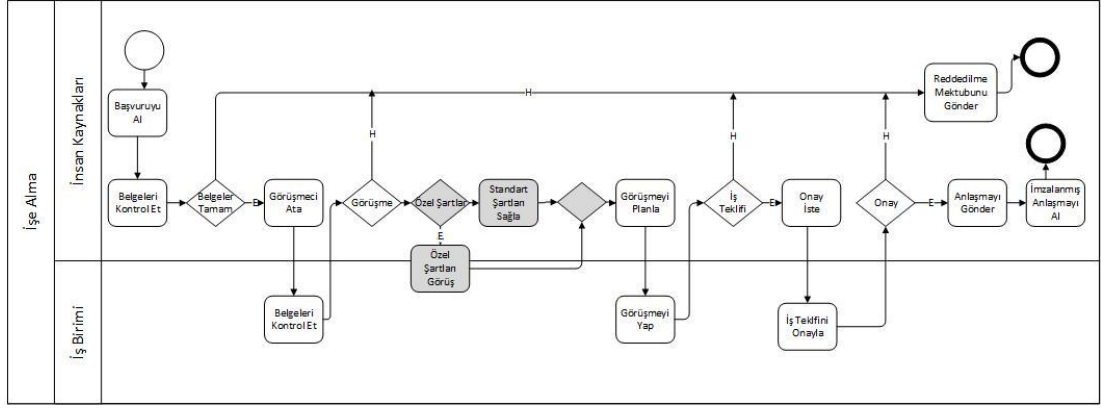 İşe Alma
İnsan Kaynakları
İş Birimi
Başvuruyu
Al
Belgeleri
Kontrol Et
Belgeler
Tamam
E
Görüşmeci
Ata
Belgeleri
Kontrol Et
Görüşme
H
H
Özel Şartlar
E
Standart
Şartları
Sağla
Özel
Şartları
Görüş
Görüşmeyi
Planla
Görüşmeyi
Yap
İş
Teklifi
H
E
Onay
İste
İş Teklfini
Onayla
Onay
H
E
Reddedilme
Mektubunu
Gönder
Anlaşmayı
Gönder
İmzalanmış
Anlaşmayı
Al